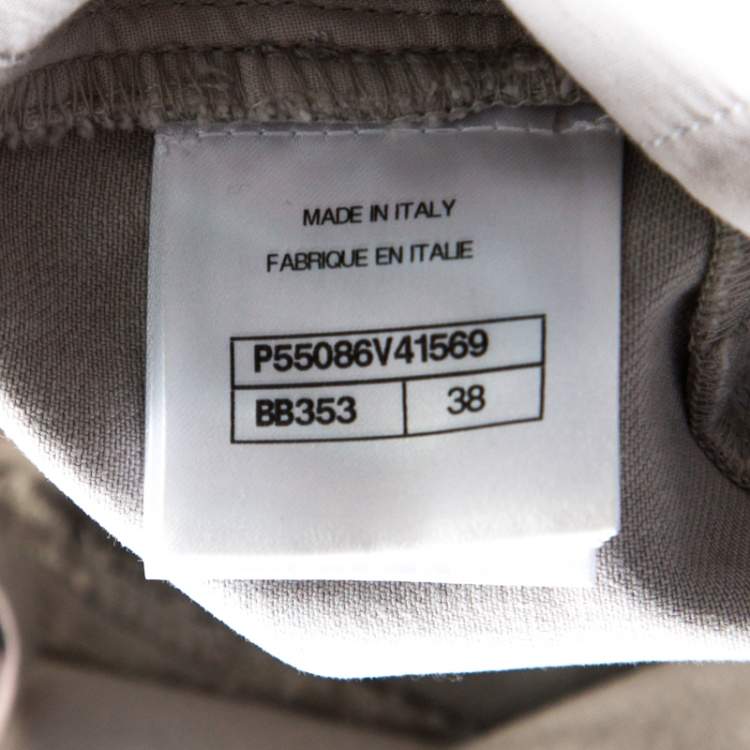 MADE IN ITALY
FABRIQUE EN ITALIE
P55086V41569
BB353 38